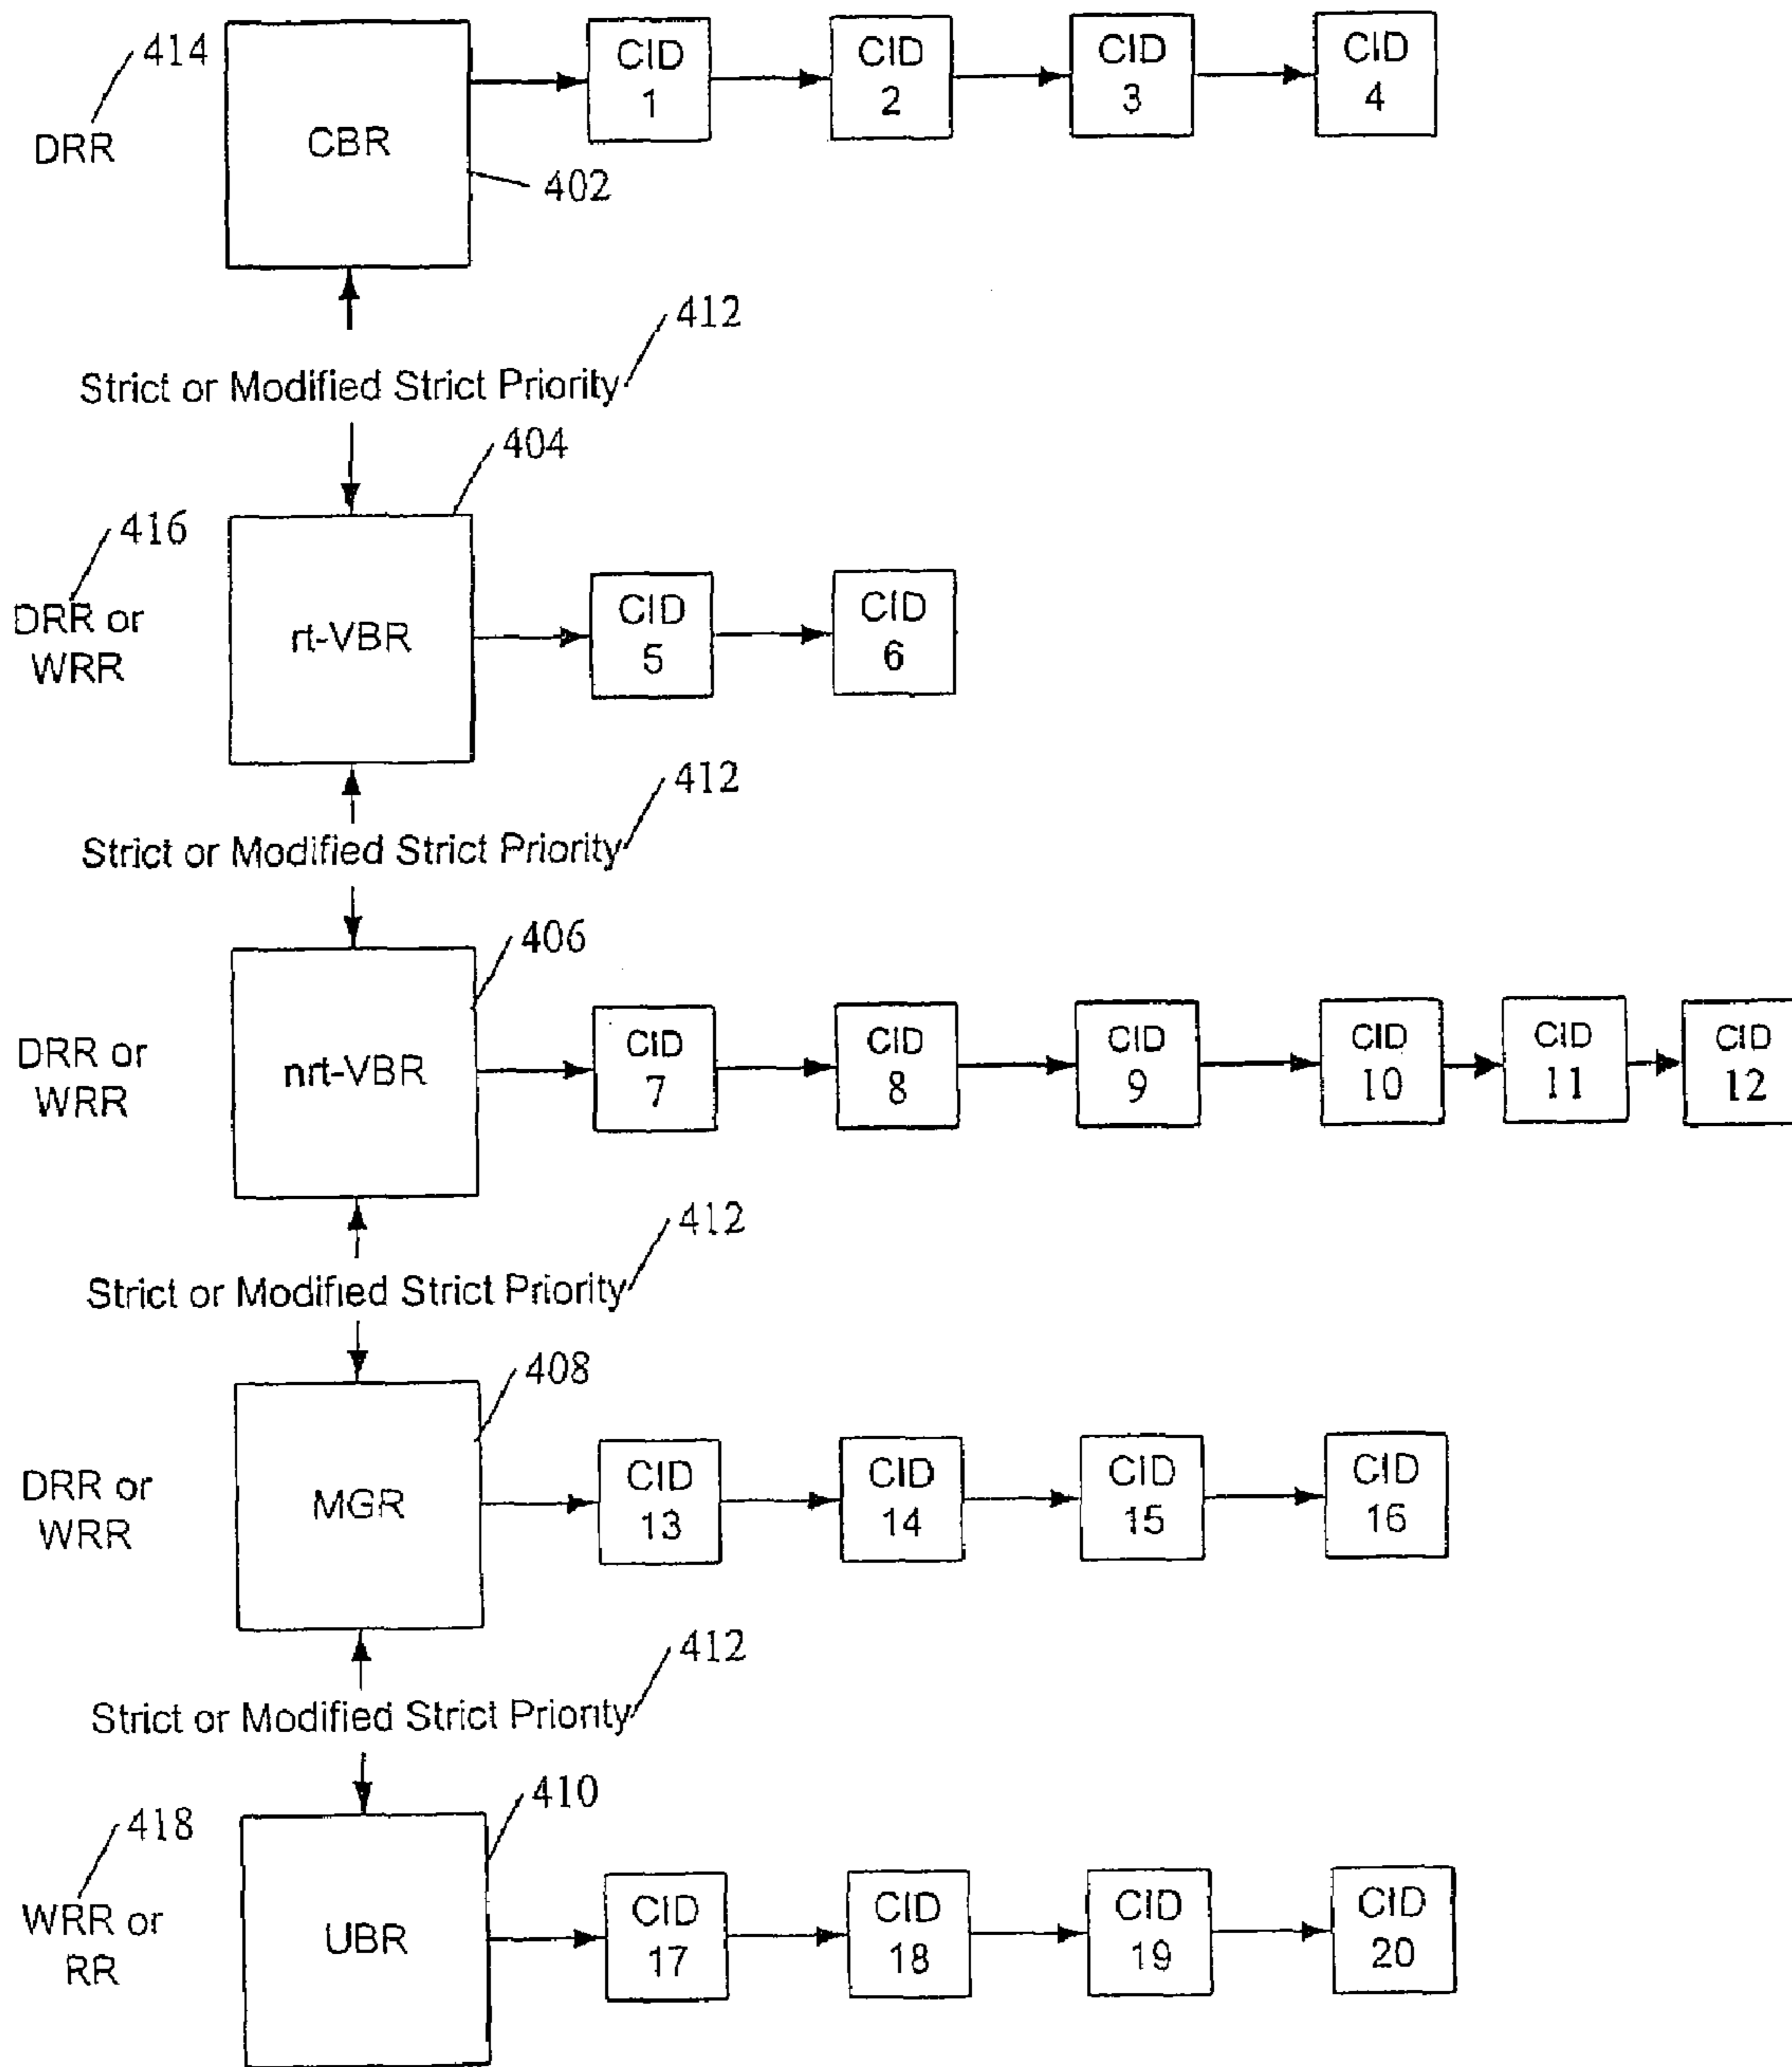 414
DRR
CBR
402
CID
1
CID
2
CID
3
CID
4
412
Strict or Modified Strict Priority
404
416
DRR or
WRR
rt-VBR
CID
5
CID
6
412
Strict or Modified Strict Priority
406
DRR or
WRR
nrt-VBR
CID
7
CID
8
CID
9
CID
10
CID
11
CID
12
412
Strict or Modified Strict Priority
408
DRR or
WRR
MGR
CID
13
CID
14
CID
15
CID
16
412
Strict or Modified Strict Priority
410
418
WRR or
RR
UBR
CID
17
CID
18
CID
19
CID
20